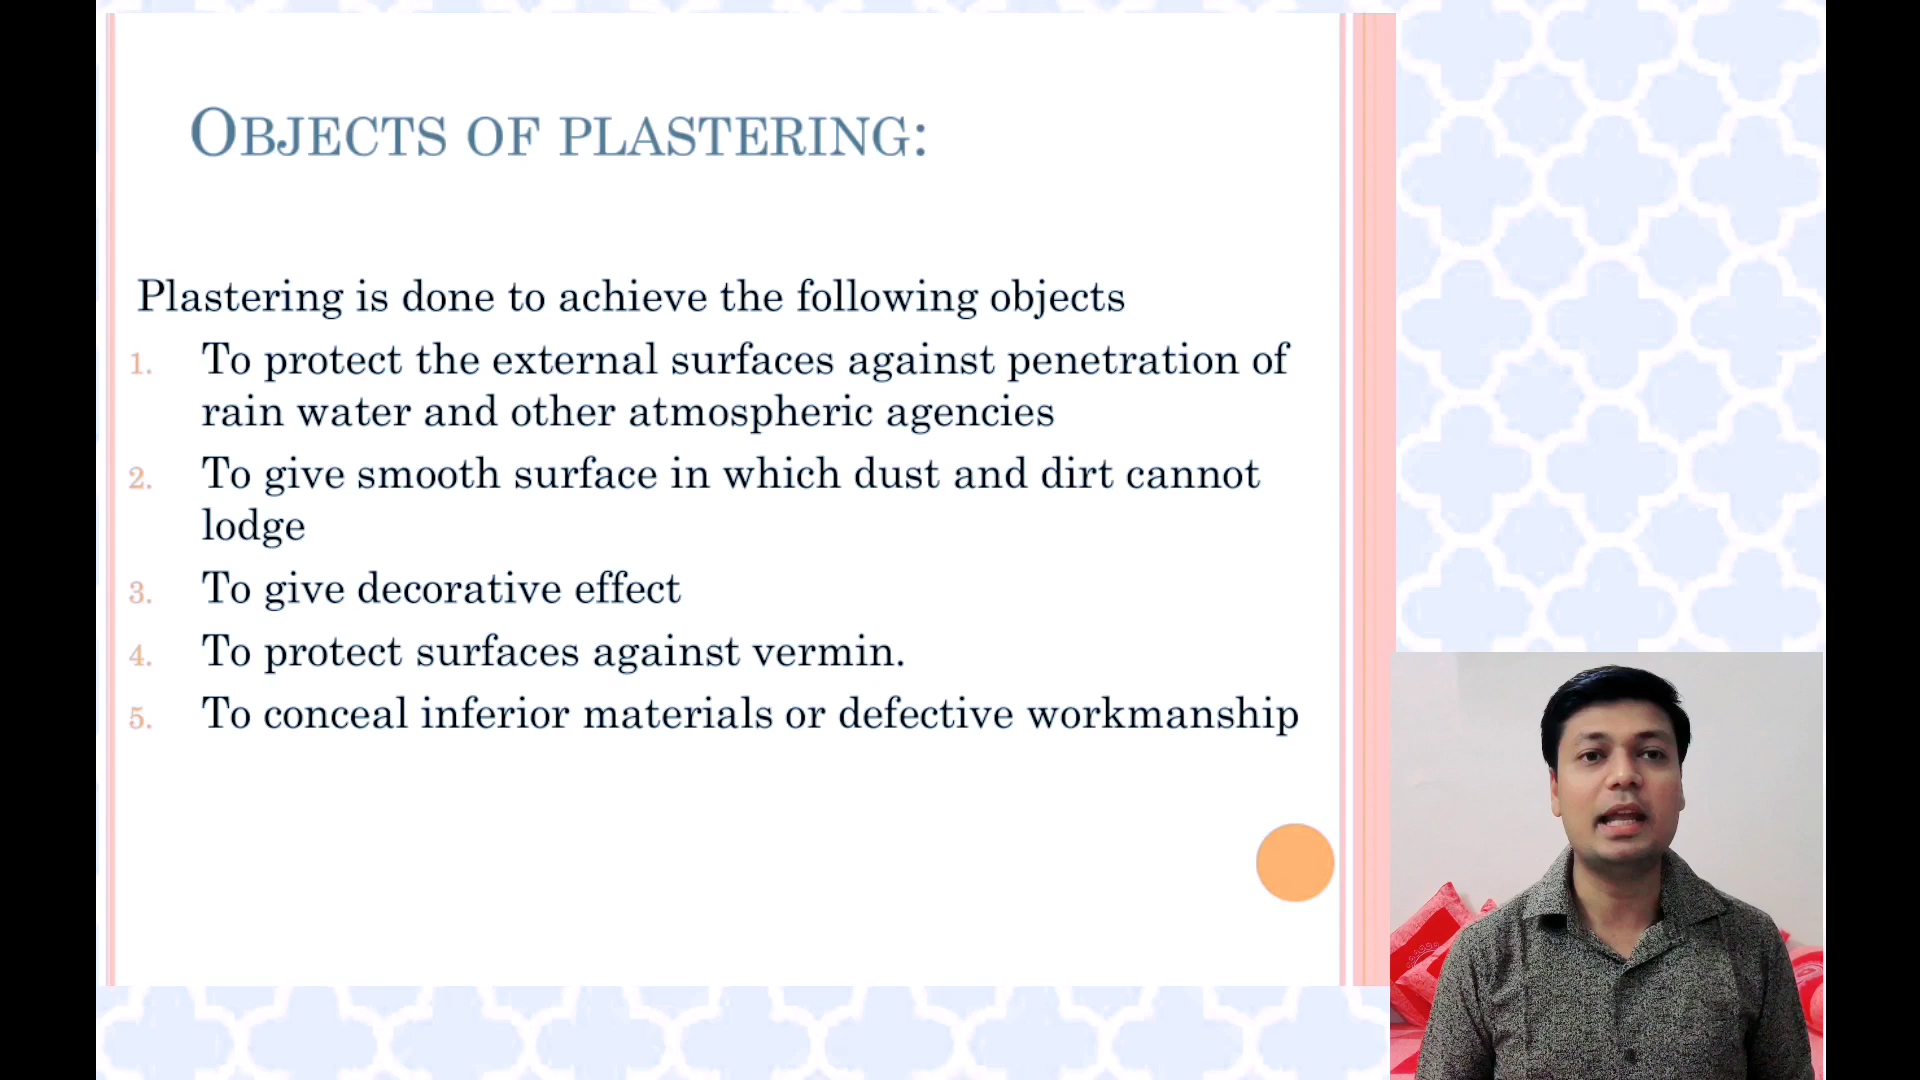 OBJECTS OF PLASTERING:
Plastering is done to achieve the following objects
1. To protect the external surfaces against penetration of
rain water and other atmospheric agencies
2. To give smooth surface in which dust and dirt cannot
lodge
3. To give decorative effect
4. To protect surfaces against vermin.
5. To conceal inferior materials or defective workmanship